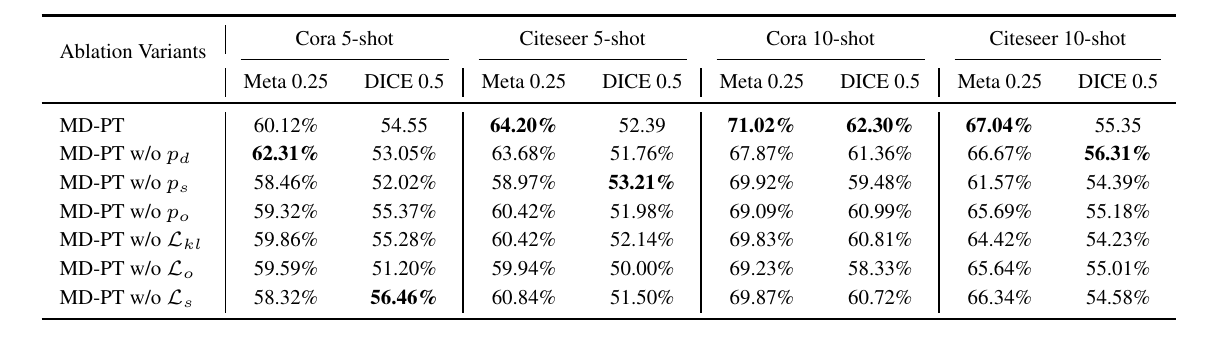 Ablation Variants Cora 5-shot Citeseer 5-shot Cora 10-shot Citeseer 10-shot
Meta 0.25 DICE 0.5 Meta 0.25 DICE 0.5 Meta 0.25 DICE 0.5 Meta 0.25 DICE 0.5
MD-PT 60.12% 54.55 64.20% 52.39 71.02% 62.30% 67.04% 55.35
MD-PT w/o p_d 62.31% 53.05% 63.68% 51.76% 67.87% 61.36% 66.67% 56.31%
MD-PT w/o p_s 58.46% 52.02% 58.97% 53.21% 69.92% 59.48% 61.57% 54.39%
MD-PT w/o p_o 59.32% 55.37% 60.42% 51.98% 69.09% 60.99% 65.69% 55.18%
MD-PT w/o ℒ_kl 59.86% 55.28% 60.42% 52.14% 69.83% 60.81% 64.42% 54.23%
MD-PT w/o ℒ_o 59.59% 51.20% 59.94% 50.00% 69.23% 58.33% 65.64% 55.01%
MD-PT w/o ℒ_s 58.32% 56.46% 60.84% 51.50% 69.87% 60.72% 66.34% 54.58%